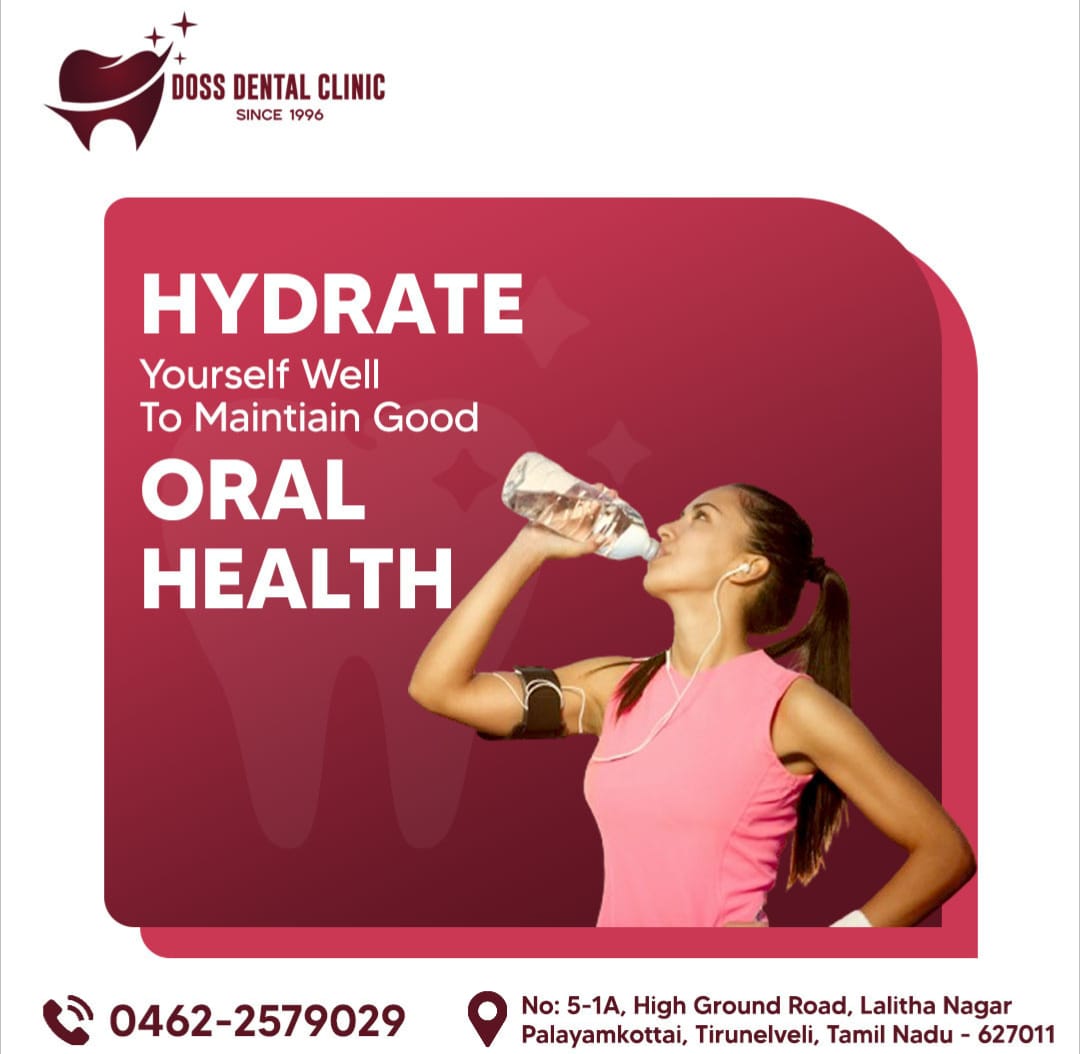 DOSS DENTAL CLINIC
SINCE 1996
HYDRATE
Yourself Well
To Maintiain Good
ORAL
HEALTH
0462-2579029
No: 5-1A, High Ground Road, Lalitha Nagar
Palayamkottai, Tirunelveli, Tamil Nadu - 627011